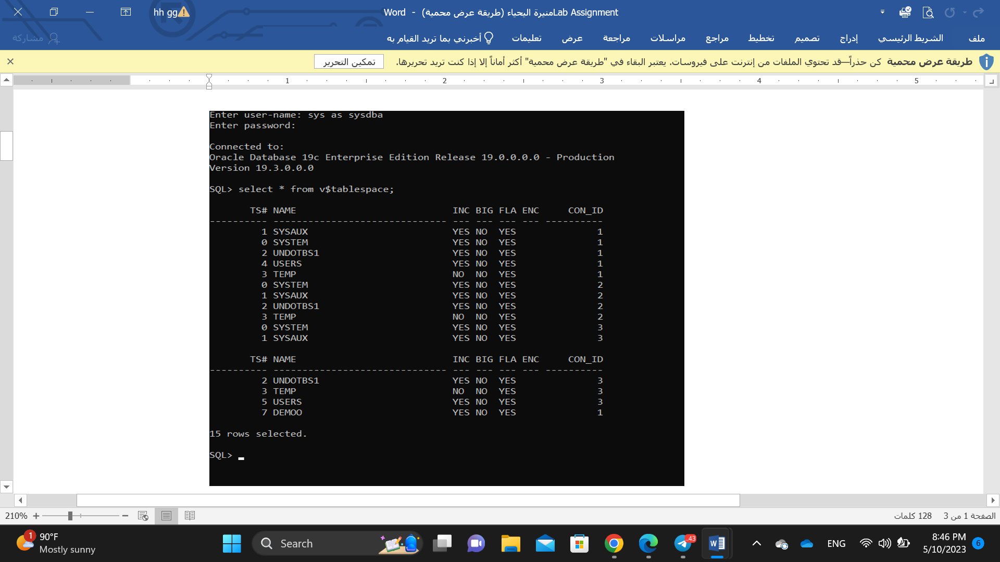 hh gg
منيرة اليحياء (طريقة عرض محمية)Lab Assignment - Word
ملف الشريط الرئيسي إدراج تصميم تخطيط مراجع مراسلات مراجعة عرض تعليمات أخبرني بما تريد القيام به مشاركة
طريقة عرض محمية كن حذراً—قد تحتوي الملفات من إنترنت على فيروسات. يعتبر البقاء في "طريقة عرض محمية" أكثر أماناً إلا إذا كنت تريد تحريرها. تمكين التحرير
1 2 3 4 5
Enter user-name: sys as sysdba
Enter password:
Connected to:
Oracle Database 19c Enterprise Edition Release 19.0.0.0.0 - Production
Version 19.3.0.0.0
SQL> select * from v$tablespace;
TS# NAME INC BIG FLA ENC CON_ID
---------- ------------------------------ --- --- --- --- ----------
1 SYSAUX YES NO YES 1
0 SYSTEM YES NO YES 1
2 UNDOTBS1 YES NO YES 1
4 USERS YES NO YES 1
3 TEMP NO NO YES 1
0 SYSTEM YES NO YES 2
1 SYSAUX YES NO YES 2
2 UNDOTBS1 YES NO YES 2
3 TEMP NO NO YES 2
0 SYSTEM YES NO YES 3
1 SYSAUX YES NO YES 3
TS# NAME INC BIG FLA ENC CON_ID
---------- ------------------------------ --- --- --- --- ----------
2 UNDOTBS1 YES NO YES 3
3 TEMP NO NO YES 3
5 USERS YES NO YES 3
7 DEMOO YES NO YES 1
15 rows selected.
SQL> _
الصفحة 1 من 3 128 كلمات
210%
1 90°F
Mostly sunny
Search
..43
ENG
8:46 PM
5/10/2023
6